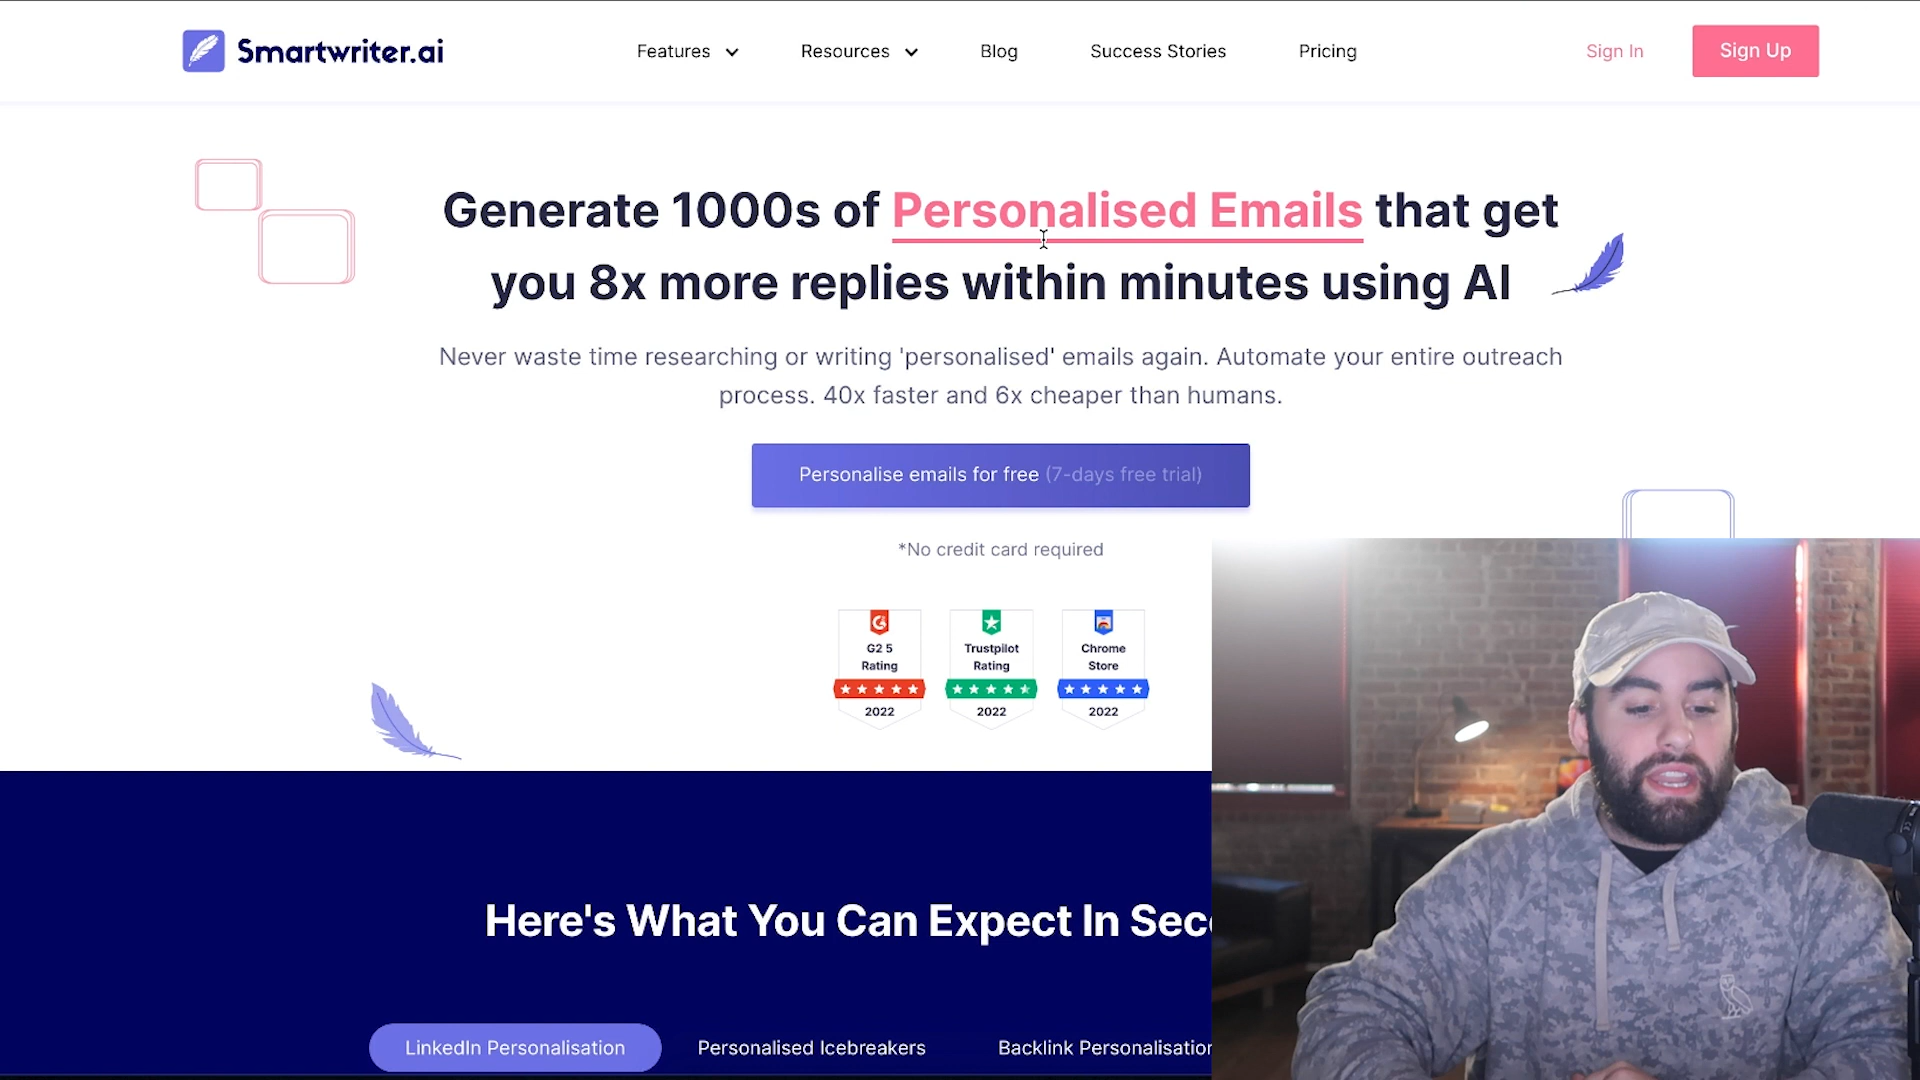 Smartwriter.ai
Features
Resources
Blog
Success Stories
Pricing
Sign In
Sign Up
Generate 1000s of Personalised Emails that get
you 8x more replies within minutes using AI
Never waste time researching or writing 'personalised' emails again. Automate your entire outreach
process. 40x faster and 6x cheaper than humans.
Personalise emails for free (7-days free trial)
*No credit card required
G2 5
Rating
2022
Trustpilot
Rating
2022
Chrome
Store
2022
Here's What You Can Expect In Sec
LinkedIn Personalisation
Personalised Icebreakers
Backlink Personalisation